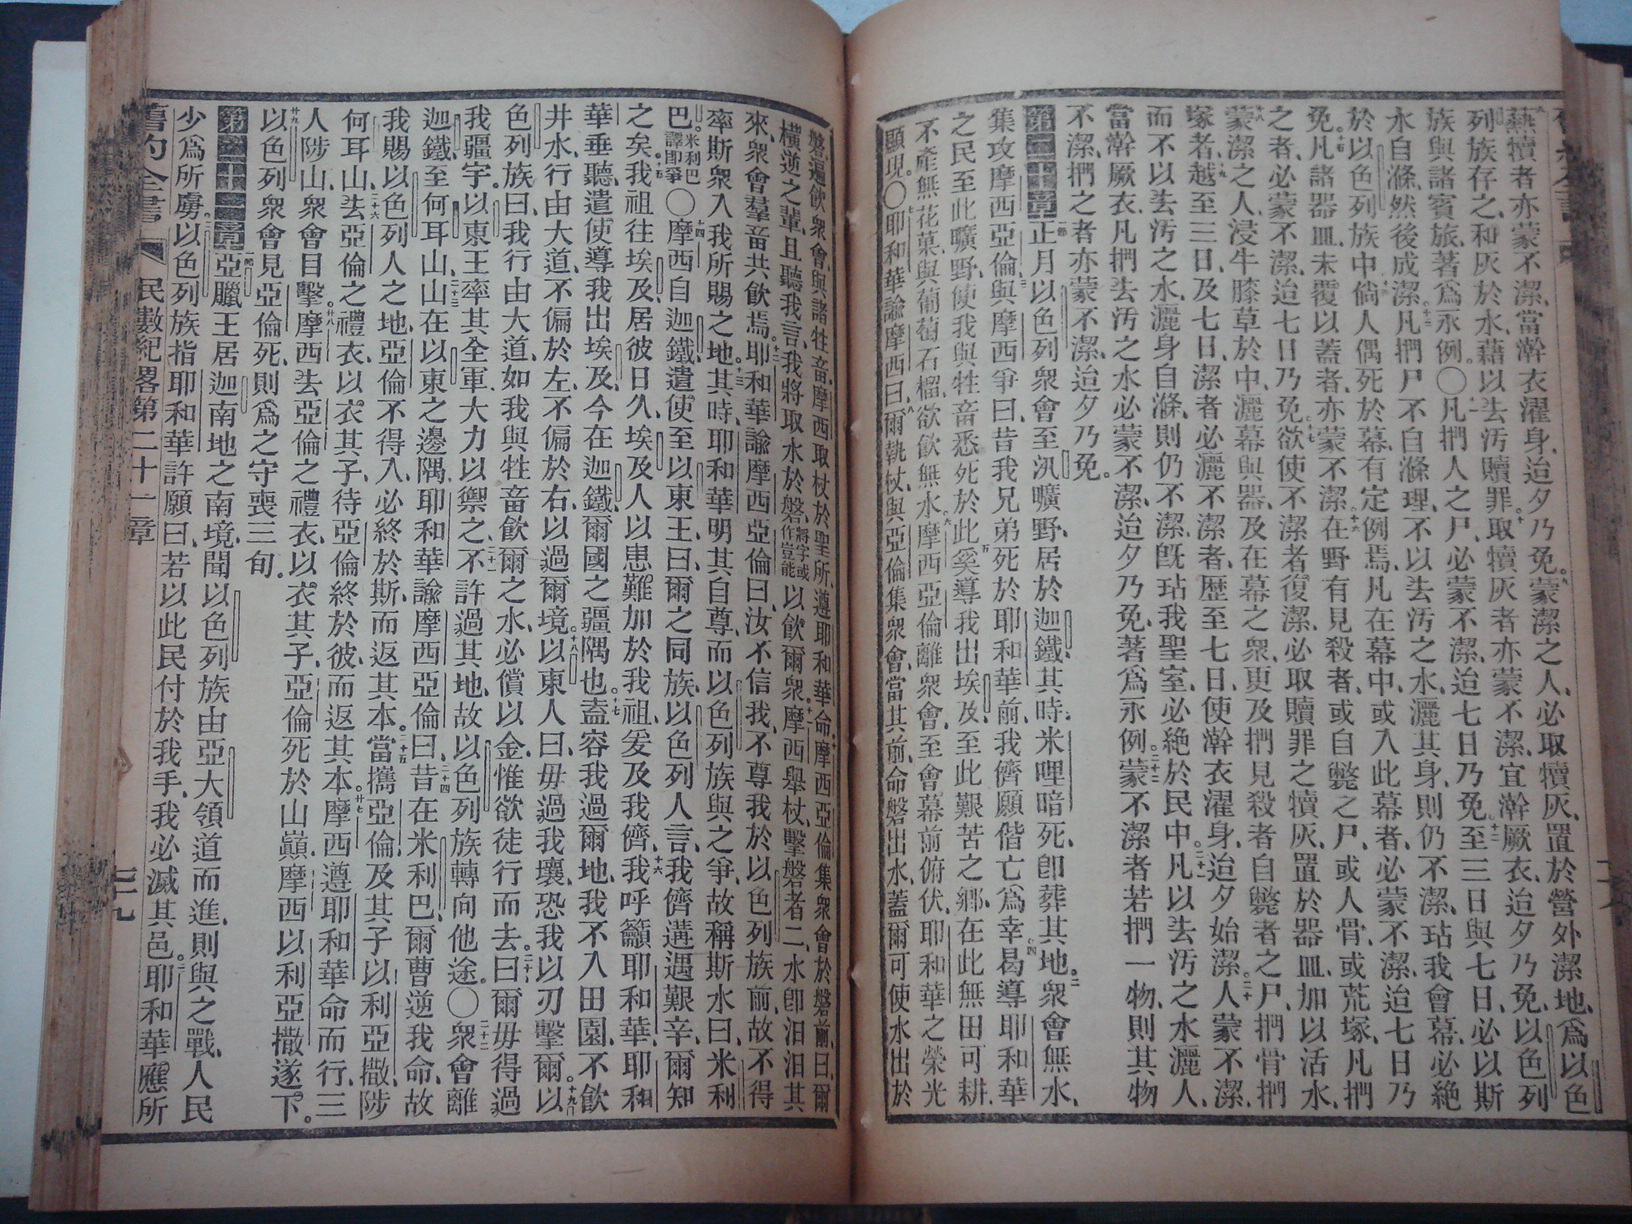 爇犢者亦蒙不潔、當澣衣濯身、迨夕乃免。蒙潔之人、必取犢灰、置於營外潔地、爲以色
列族存之、和灰於水、藉以去汚贖罪。取犢灰者亦蒙不潔、宜澣厥衣、迨夕乃免、以色列
族與諸賓旅、著爲永例。〇凡捫人之尸、必蒙不潔、迨七日乃免、至三日與七日、必以斯
水自滌、然後成潔。凡捫尸不自滌理、不以去汚之水、灑其身、則仍不潔、玷我會幕、必絕
於以色列族中、倘人偶死於幕、有定例焉、凡在幕中、或入此幕者、必蒙不潔、迨七日乃
免。凡諸器皿、未覆以蓋者、亦蒙不潔、在野有見殺者、或自斃之尸、或人骨、或荒塚、凡捫
之者、必蒙不潔、迨七日乃免、欲使不潔者復潔、必取贖罪之犢灰、置於器皿、加以活水、
蒙潔之人、浸牛膝草於中、灑幕與器、及在幕之衆、更及捫見殺者自斃者之尸、捫骨捫
塚者、越至三日、及七日、潔者必灑不潔者、歷至七日、使澣衣濯身、迨夕始潔。人蒙不潔、
而不以去汚之水、灑身自滌、則仍不潔、旣玷我聖室、必絕於民中。凡以去汚之水灑人、
當澣厥衣、凡捫去汚之水、必蒙不潔、迨夕乃免、著爲永例。蒙不潔者若捫一物、則其物
不潔、捫之者亦蒙不潔、迨夕乃免。
第二十章 正月以色列衆會至汛曠野、居於迦鐵、其時米哩暗死、卽葬其地。衆會無水、
集攻摩西亞倫、與摩西爭曰、昔我兄弟死於耶和華前、我儕願偕亡爲幸、曷導耶和華
之民至此曠野、使我與牲畜悉死於此、奚導我出埃及、至此艱苦之鄕、在此無田可耕、
不產無花菓、與葡萄石榴、欲飮無水、摩西亞倫離衆會、至會幕前俯伏、耶和華之榮光
顯現。〇耶和華諭摩西曰、爾執杖、與亞倫集衆會、當其前、命磐出水、蓋爾可使水出於
磐、遍飮衆會、與諸牲畜、摩西取杖於聖所、遵耶和華命、摩西亞倫集衆會於磐前、曰、爾
橫逆之輩、且聽我言、我將取水於磐、將字或作豈能以飮爾衆、摩西舉杖、擊磐者二、水卽汩汩其
來、衆會羣畜共飮焉、耶和華諭摩西亞倫曰、汝不信我、不尊我於以色列族前、故不得
率斯衆入我所賜之地。其時、耶和華明其自尊、而以色列族與之爭、故稱斯水曰、米利
巴。米利巴譯卽爭〇摩西自迦鐵遣使至以東王、曰、爾之同族、以色列人言、我儕遘遇艱辛、爾知
之矣、我祖往埃及、居彼日久、埃及人以患難加於我祖、爰及我儕、我呼籲耶和華、耶和
華垂聽、遣使導我出埃及、今在迦鐵、爾國之疆隅也。盍容我過爾地、我不入田園、不飮
井水、行由大道、不偏於左、不偏於右、以過爾境。以東人曰、毋過我壤、恐我以刃擊爾。以
色列族曰、我行由大道、如我與牲畜飮爾之水、必償以金、惟欲徒行而去、曰、爾毋得過
我疆宇、以東王率其全軍、大力以禦之、不許過其地、故以色列族轉向他途。〇衆會離
迦鐵、至何耳山、山在以東之邊隅、耶和華諭摩西亞倫曰、昔在米利巴、爾曹逆我命、故
我賜以色列人之地、亞倫不得入、必終於斯、而返其本。當攜亞倫、及其子以利亞撒、陟
何耳山、去亞倫之禮衣、以衣其子、待亞倫終於彼、而返其本、摩西遵耶和華命而行、三
人陟山、衆會目擊、摩西去亞倫之禮衣、以衣其子、亞倫死於山巔、摩西以利亞撒遂下。
以色列衆會見亞倫死、則爲之守喪三旬。
第二十一章 亞臘王居迦南地之南境、聞以色列族由亞大領道而進、則與之戰、人民
少爲所虜、以色列族指耶和華許願曰、若以此民付於我手、我必滅其邑。耶和華應所
舊約全書 民數紀畧第二十一章 三九